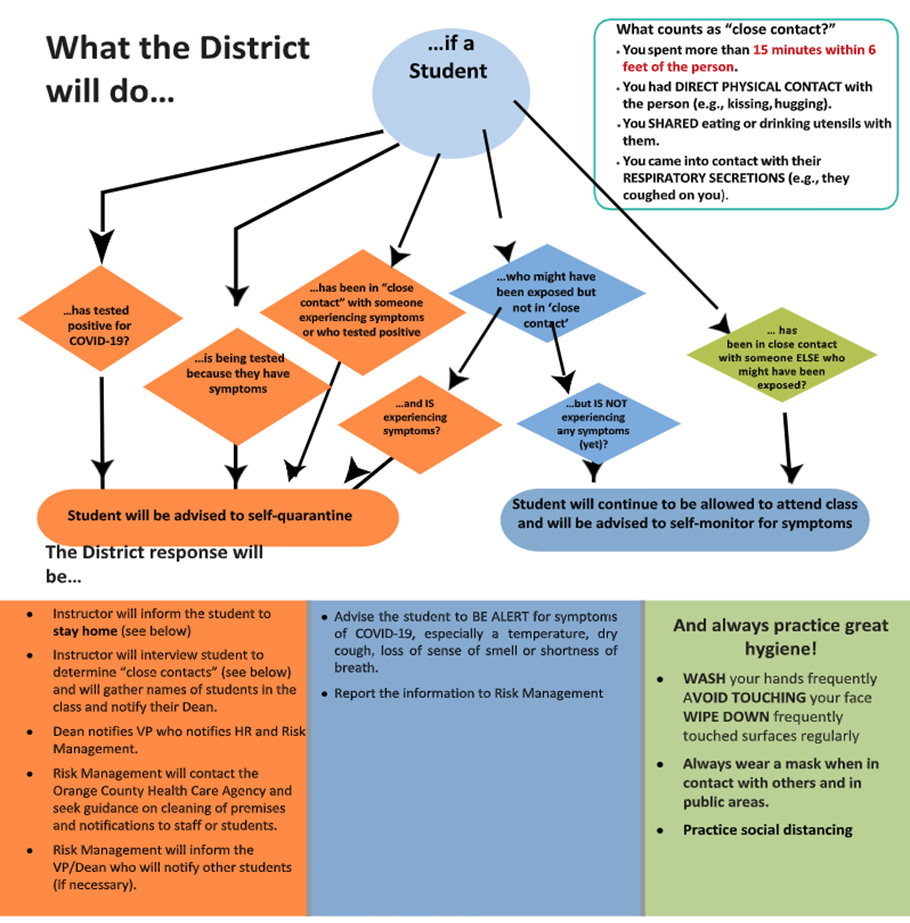 What the District
will do...
...if a
Student
What counts as “close contact?”
• You spent more than 15 minutes within 6
feet of the person.
• You had DIRECT PHYSICAL CONTACT with
the person (e.g., kissing, hugging).
• You SHARED eating or drinking utensils with
them.
• You came into contact with their
RESPIRATORY SECRETIONS (e.g., they
coughed on you).
...has tested
positive for
COVID-19?
...is being tested
because they have
symptoms
...has been in “close
contact” with someone
experiencing symptoms
or who tested positive
...who might have
been exposed but
not in ‘close
contact’
... has
been in close contact
with someone ELSE who
might have been
exposed?
...and IS
experiencing
symptoms?
...but IS NOT
experiencing
any symptoms
(yet)?
Student will be advised to self-quarantine
Student will continue to be allowed to attend class
and will be advised to self-monitor for symptoms
The District response will
be...
• Instructor will inform the student to
stay home (see below)
• Instructor will interview student to
determine “close contacts” (see below)
and will gather names of students in the
class and notify their Dean.
• Dean notifies VP who notifies HR and Risk
Management.
• Risk Management will contact the
Orange County Health Care Agency and
seek guidance on cleaning of premises
and notifications to staff or students.
• Risk Management will inform the
VP/Dean who will notify other students
(if necessary).
• Advise the student to BE ALERT for symptoms
of COVID-19, especially a temperature, dry
cough, loss of sense of smell or shortness of
breath.
• Report the information to Risk Management
And always practice great
hygiene!
• WASH your hands frequently
AVOID TOUCHING your face
WIPE DOWN frequently
touched surfaces regularly
• Always wear a mask when in
contact with others and in
public areas.
• Practice social distancing